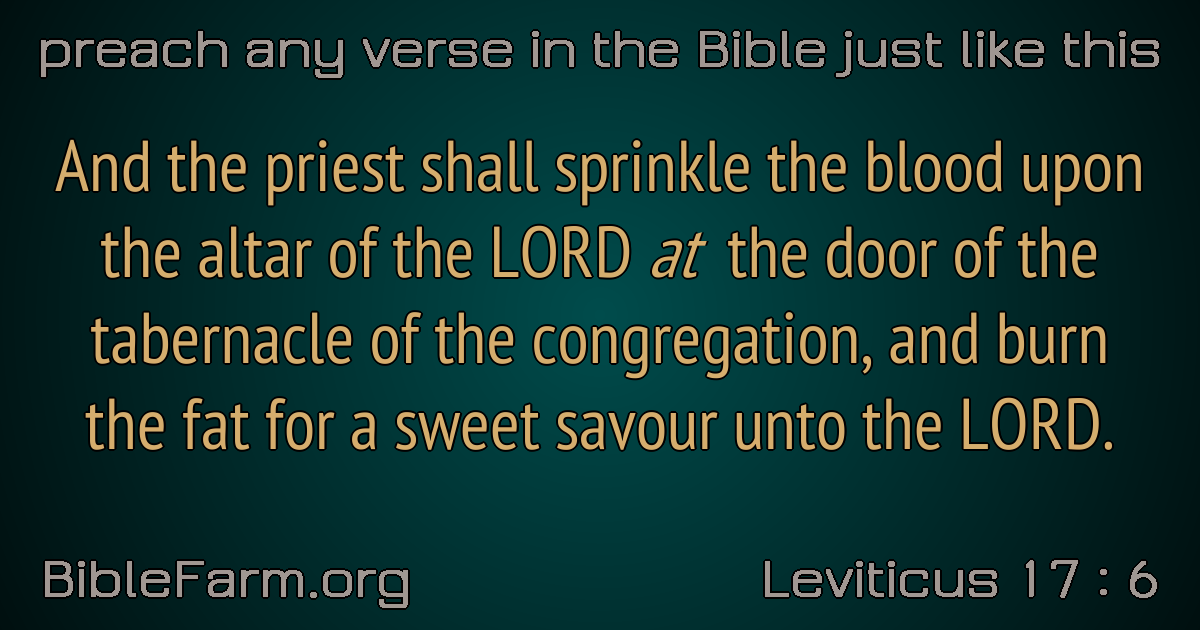 preach any verse in the Bible just like this
And the priest shall sprinkle the blood upon
the altar of the LORD at the door of the
tabernacle of the congregation, and burn
the fat for a sweet savour unto the LORD.
BibleFarm.org
Leviticus 17 : 6